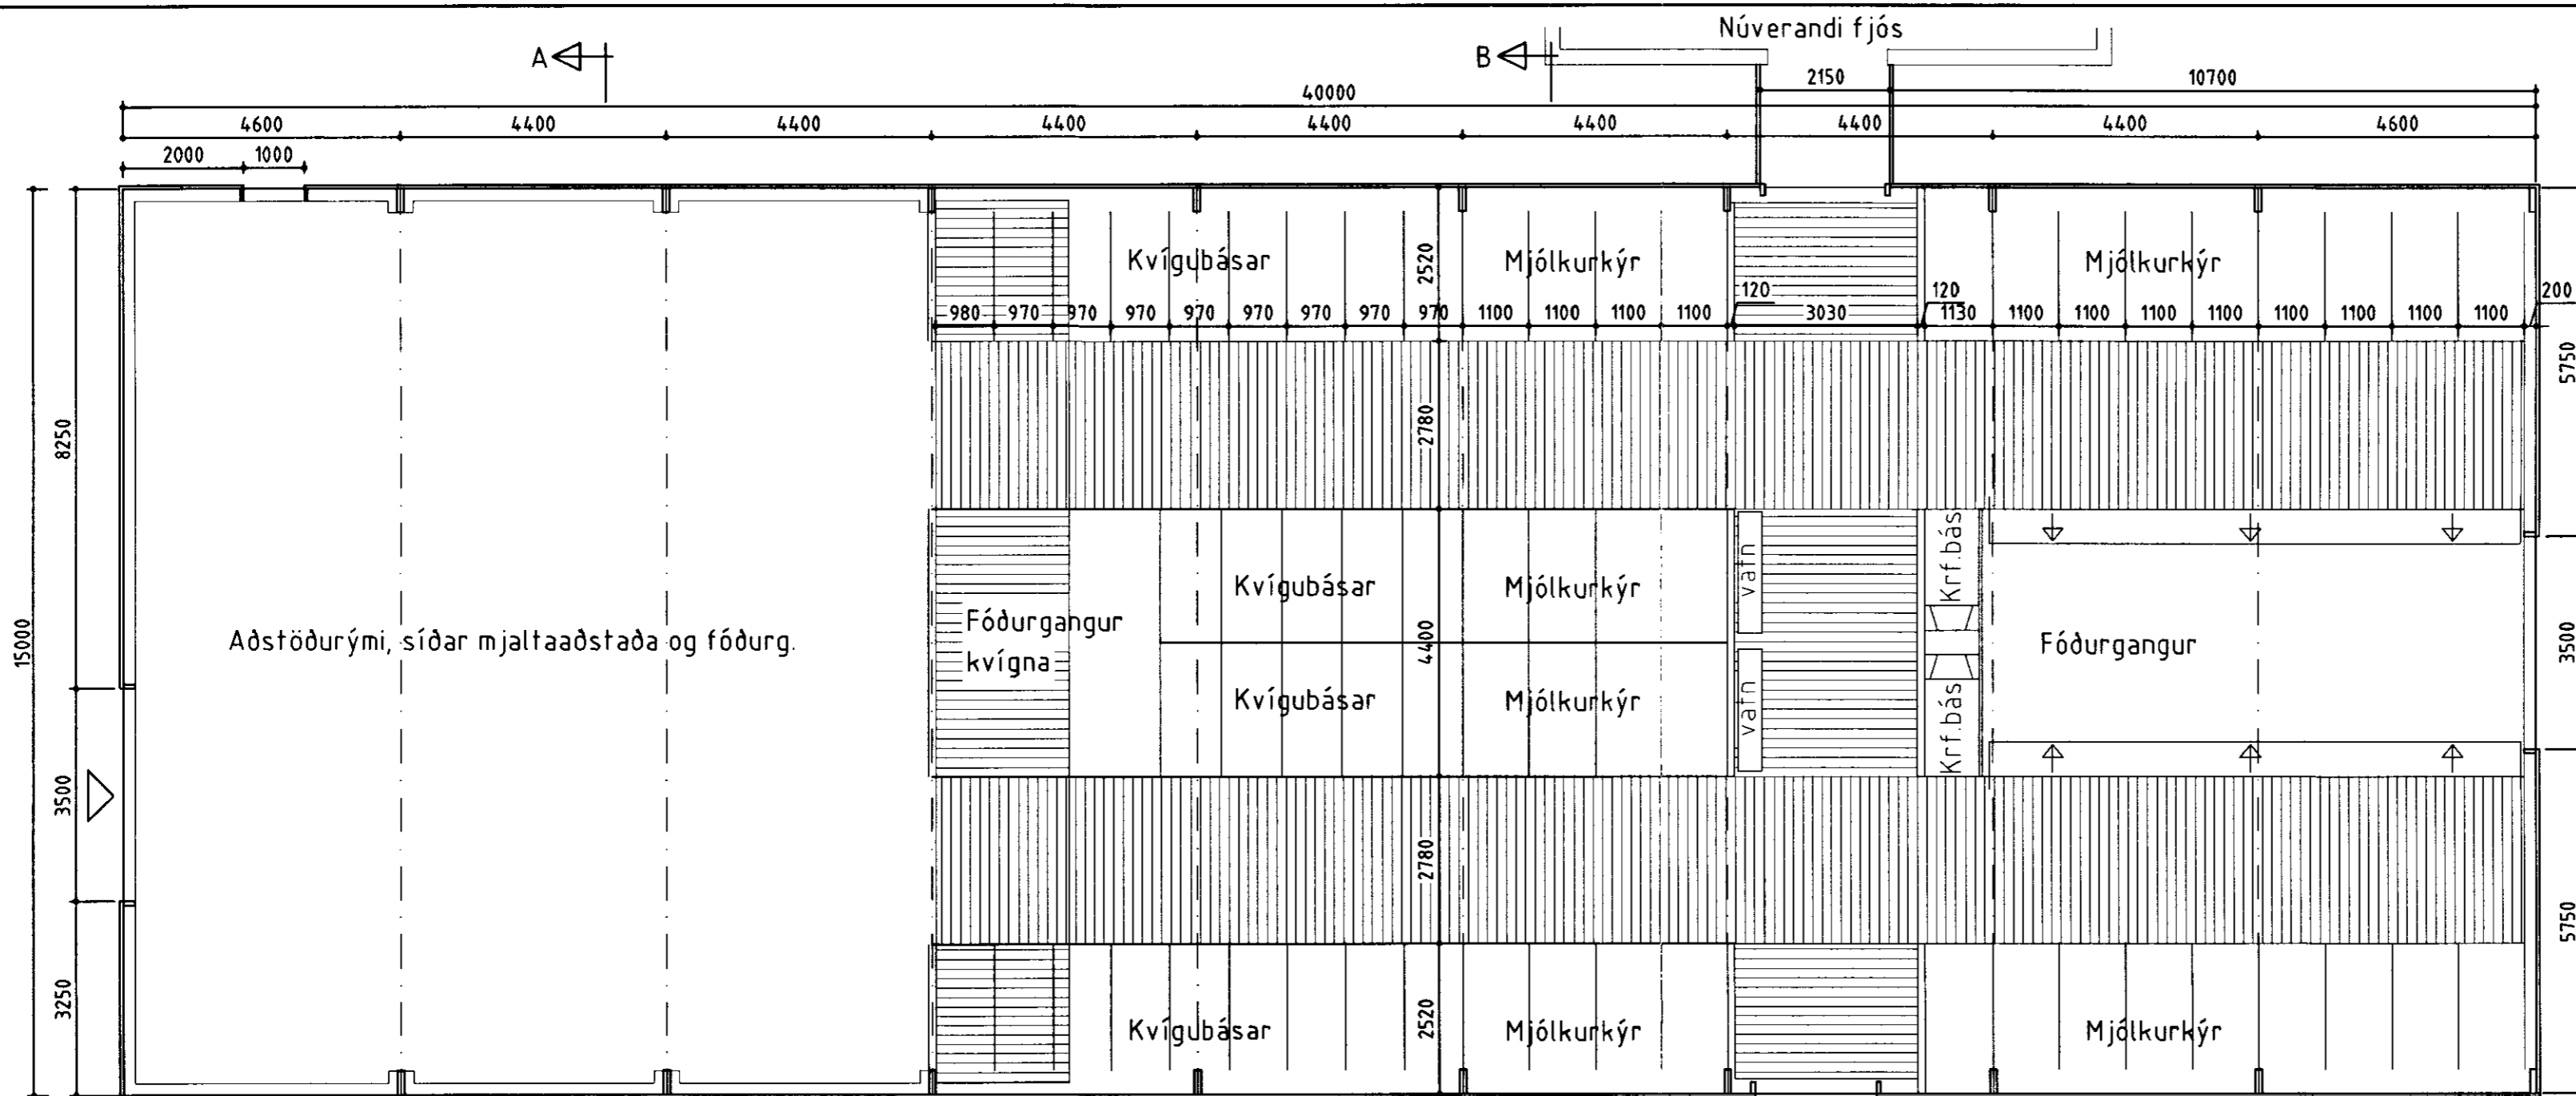 Núverandi fjós
A
B
2150
10700
40000
4600
4400
4400
4400
4400
4400
4400
4400
4600
2000
1000
Kvígubásar
2520
Mjólkurkýr
Mjólkurkýr
120
120
200
980
970
970
970
970
970
970
970
970
1100
1100
1100
1100
3030
1130
1100
1100
1100
1100
1100
1100
1100
1100
5750
8250
2780
Krf.bás
vatn
Kvígubásar
Mjólkurkýr
Fóðurgangur
kvígna
15000
Aðstöðurými, síðar mjaltaaðstaða og fóðurg.
4400
Fóðurgangur
3500
Kvígubásar
Mjólkurkýr
vatn
Krf.bás
3500
2780
5750
3250
2520
Kvígubásar
Mjólkurkýr
Mjólkurkýr